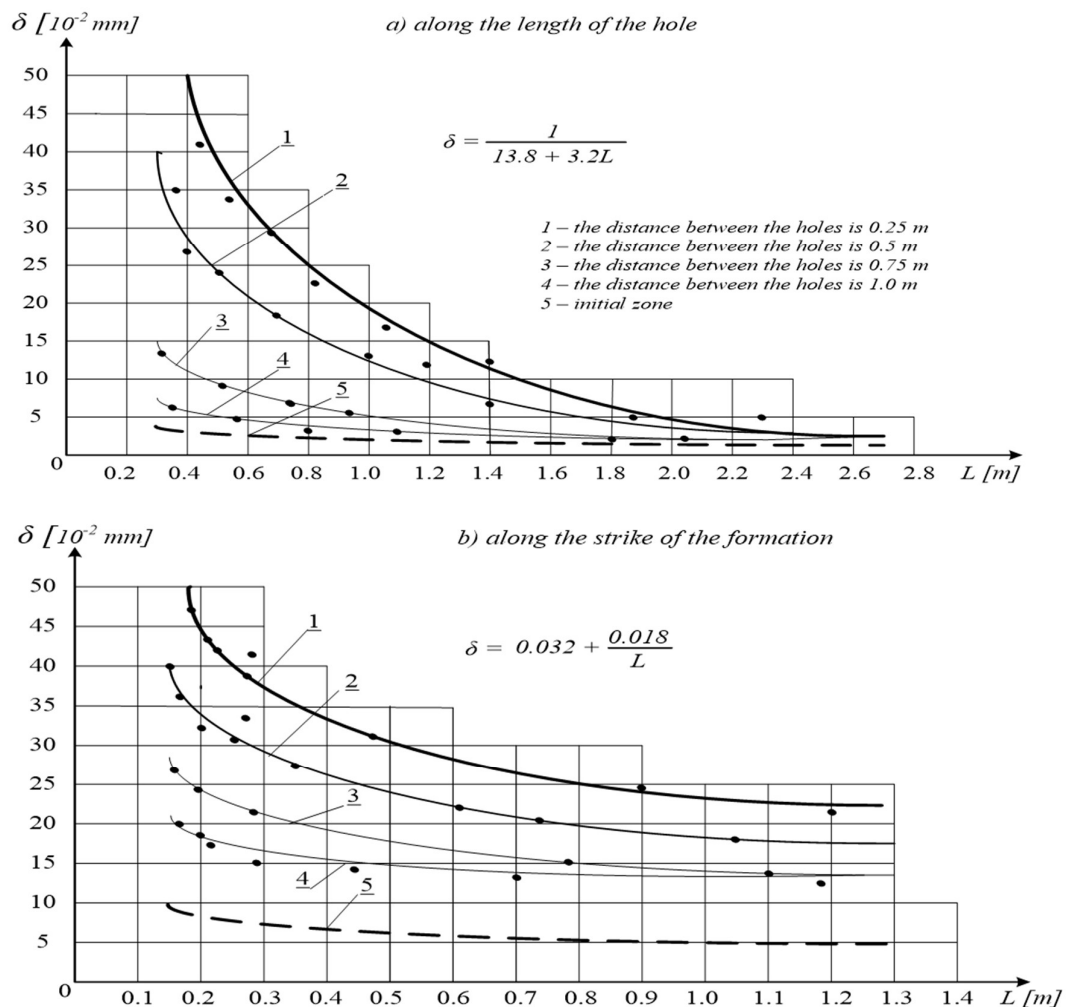 δ [10⁻² mm]
a) along the length of the hole
50
45
40
35
30
25
20
15
10
5
0
δ = 1 / (13.8 + 3.2L)
1
2
3
4
5
1 – the distance between the holes is 0.25 m
2 – the distance between the holes is 0.5 m
3 – the distance between the holes is 0.75 m
4 – the distance between the holes is 1.0 m
5 – initial zone
0.2 0.4 0.6 0.8 1.0 1.2 1.4 1.6 1.8 2.0 2.2 2.4 2.6 2.8 L [m]
δ [10⁻² mm]
b) along the strike of the formation
50
45
40
35
30
25
20
15
10
5
0
δ = 0.032 + 0.018 / L
1
2
3
4
5
0.1 0.2 0.3 0.4 0.5 0.6 0.7 0.8 0.9 1.0 1.1 1.2 1.3 1.4 L [m]